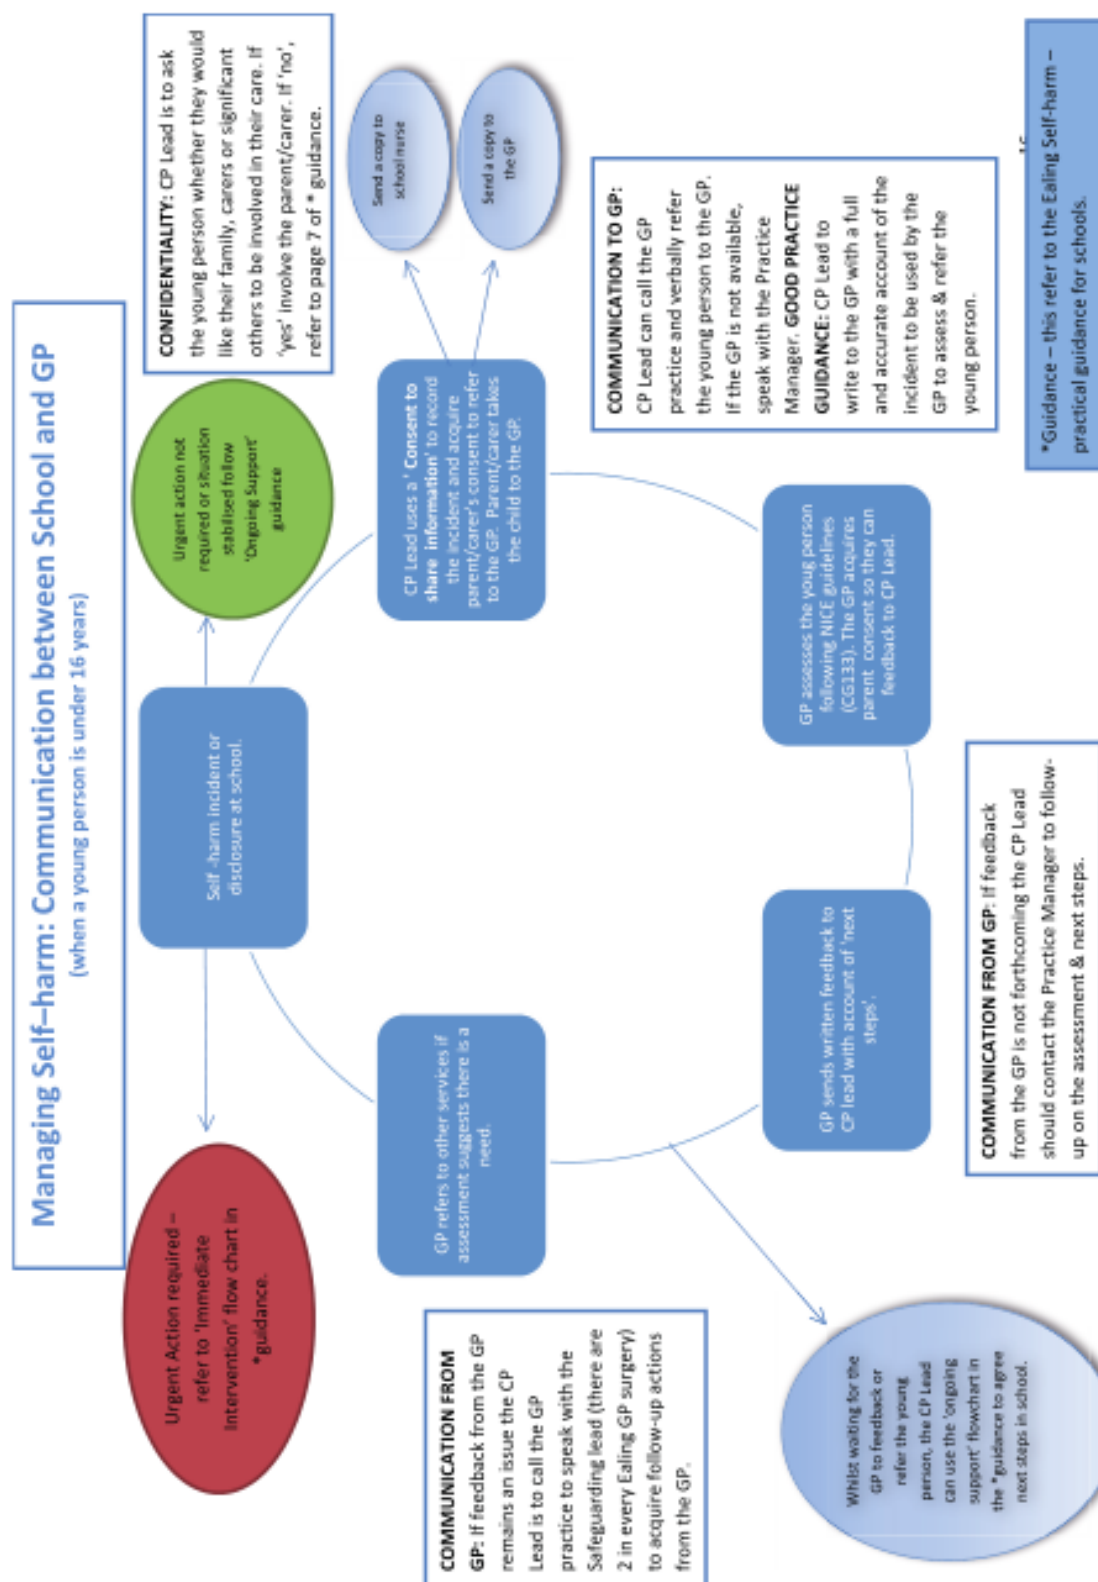 Managing Self–harm: Communication between School and GP
(when a young person is under 16 years)
Urgent Action required –
refer to 'Immediate
Intervention' flow chart in
*guidance.
Self -harm incident or
disclosure at school.
Urgent action not
required or situation
stabilised follow
'Ongoing Support'
guidance
CONFIDENTIALITY: CP Lead is to ask
the young person whether they would
like their family, carers or significant
others to be involved in their care. If
'yes' involve the parent/carer. If 'no',
refer to page 7 of * guidance.
CP Lead uses a ' Consent to
share information' to record
the incident and acquire
parent/carer's consent to refer
to the GP. Parent/carer takes
the child to the GP.
Send a copy to
school nurse
Send a copy to
the GP
COMMUNICATION TO GP:
CP Lead can call the GP
practice and verbally refer
the young person to the GP.
If the GP is not available,
speak with the Practice
Manager. GOOD PRACTICE
GUIDANCE: CP Lead to
write to the GP with a full
and accurate account of the
incident to be used by the
GP to assess & refer the
young person.
GP assesses the youg person
following NICE guidelines
(CG133). The GP acquires
parent consent so they can
feedback to CP Lead.
GP sends written feedback to
CP lead with account of 'next
steps'.
COMMUNICATION FROM GP: If feedback
from the GP is not forthcoming the CP Lead
should contact the Practice Manager to follow-
up on the assessment & next steps.
GP refers to other services if
assessment suggests there is a
need.
COMMUNICATION FROM
GP: If feedback from the GP
remains an issue the CP
Lead is to call the GP
practice to speak with the
Safeguarding lead (there are
2 in every Ealing GP surgery)
to acquire follow-up actions
from the GP.
Whilst waiting for the
GP to feedback or
refer the young
person, the CP Lead
can use the 'ongoing
support' flowchart in
the *guidance to agree
next steps in school.
*Guidance – this refer to the Ealing Self-harm –
practical guidance for schools.